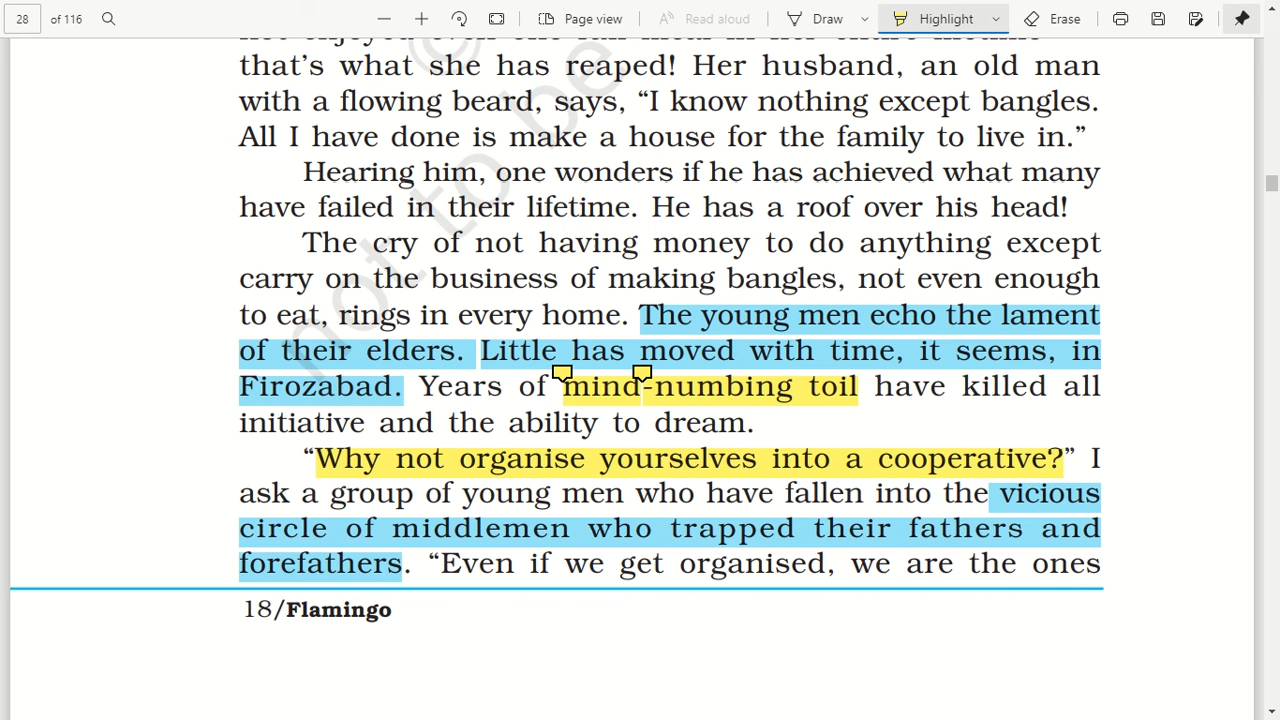 28 of 116 Page view Read aloud Draw Highlight Erase
that's what she has reaped! Her husband, an old man
with a flowing beard, says, “I know nothing except bangles.
All I have done is make a house for the family to live in.”
Hearing him, one wonders if he has achieved what many
have failed in their lifetime. He has a roof over his head!
The cry of not having money to do anything except
carry on the business of making bangles, not even enough
to eat, rings in every home. The young men echo the lament
of their elders. Little has moved with time, it seems, in
Firozabad. Years of mind-numbing toil have killed all
initiative and the ability to dream.
“Why not organise yourselves into a cooperative?” I
ask a group of young men who have fallen into the vicious
circle of middlemen who trapped their fathers and
forefathers. “Even if we get organised, we are the ones
18/Flamingo
not to be